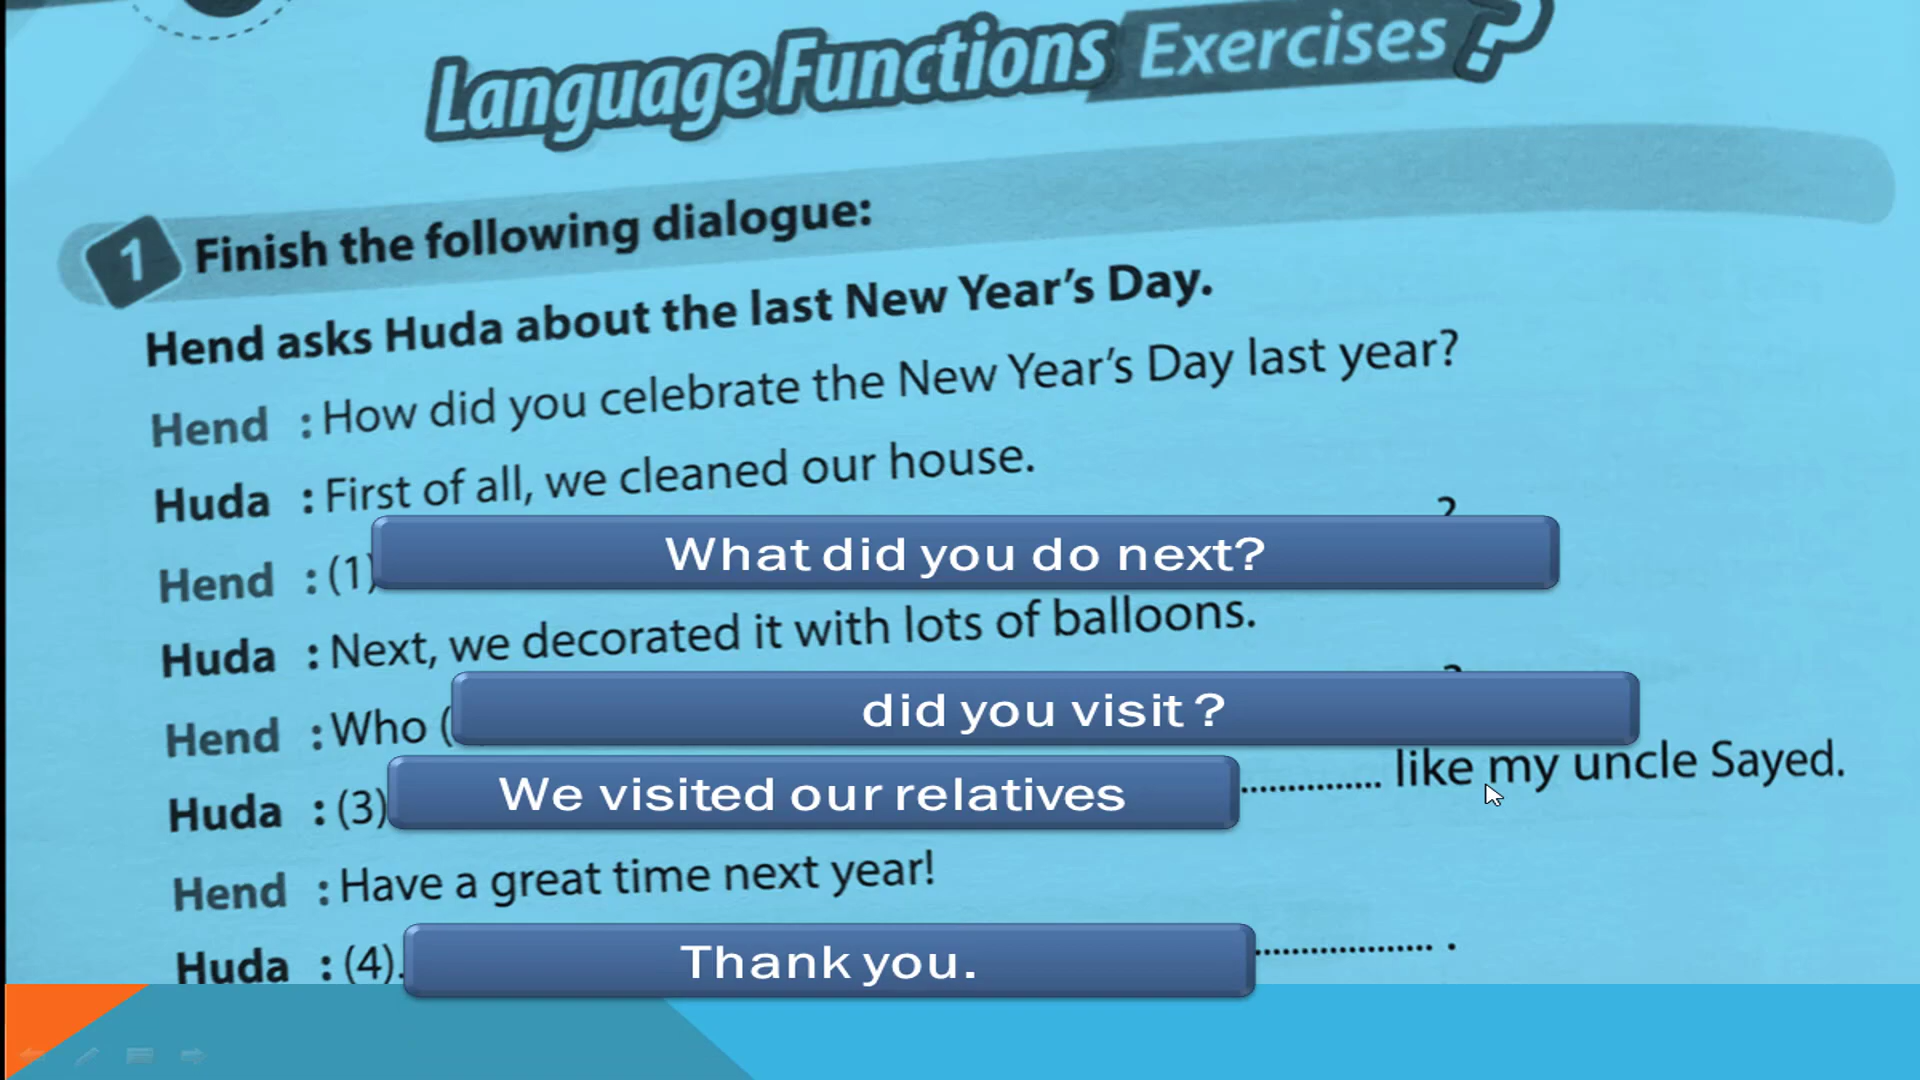 Language Functions Exercises ?
1 Finish the following dialogue:
Hend asks Huda about the last New Year's Day.
Hend : How did you celebrate the New Year's Day last year?
Huda : First of all, we cleaned our house.
Hend : (1) What did you do next? ?
Huda : Next, we decorated it with lots of balloons.
Hend : Who ( did you visit ? ?
Huda : (3) We visited our relatives .............. like my uncle Sayed.
Hend : Have a great time next year!
Huda : (4). Thank you. .................. .